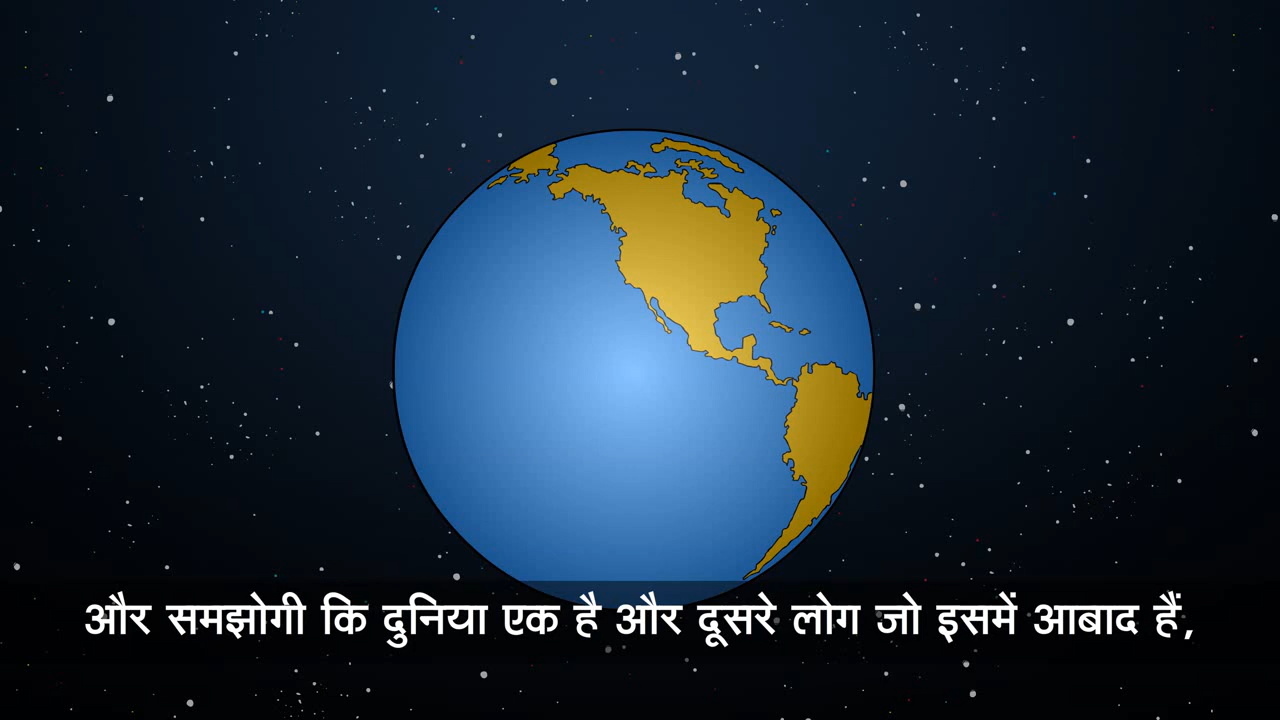 और समझोगी कि दुनिया एक है और दूसरे लोग जो इसमें आबाद हैं,